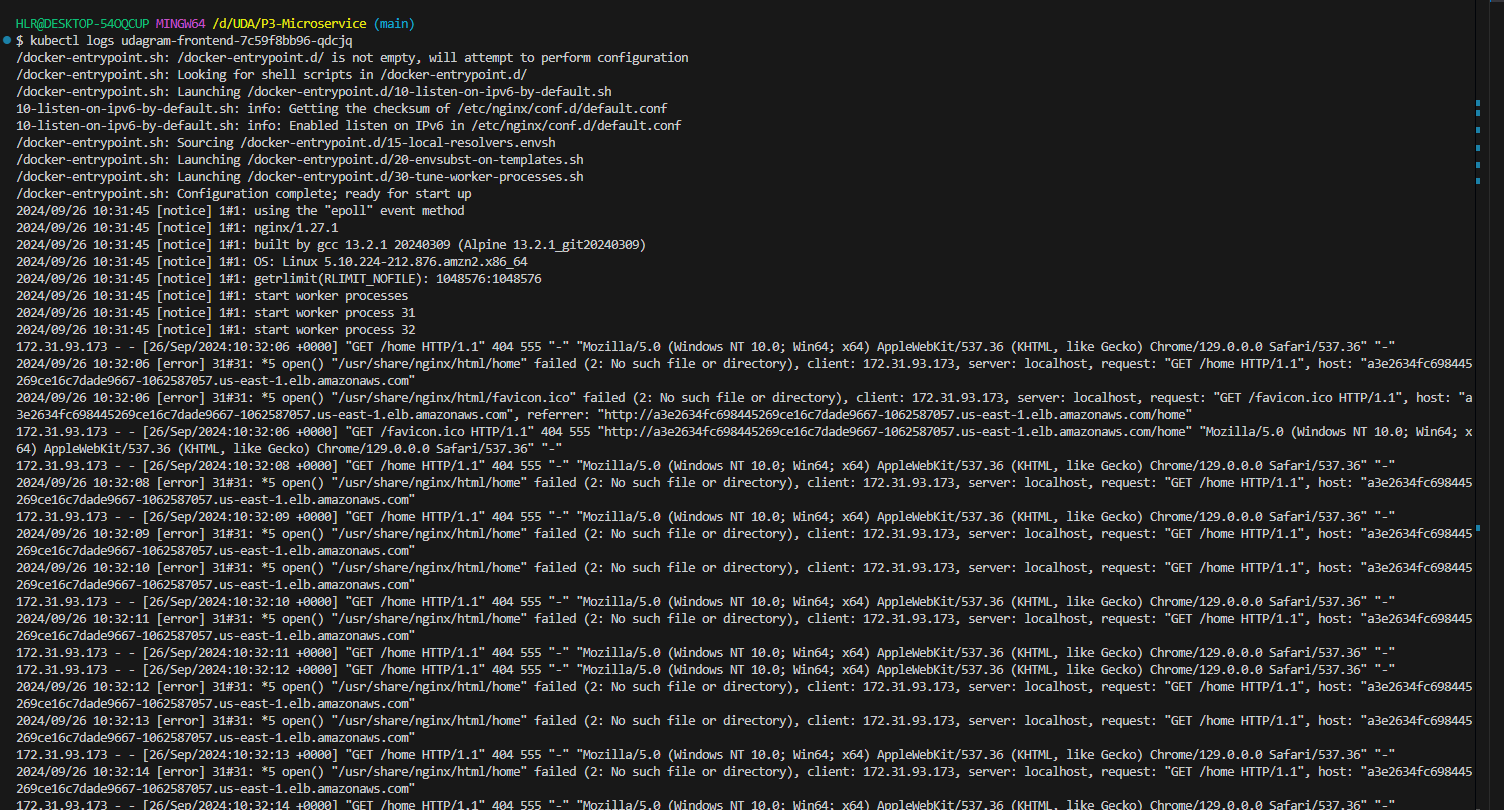 HLR@DESKTOP-54OQCUP MINGW64 /d/UDA/P3-Microservice (main)
$ kubectl logs udagram-frontend-7c59f8bb96-qdcjq
/docker-entrypoint.sh: /docker-entrypoint.d/ is not empty, will attempt to perform configuration
/docker-entrypoint.sh: Looking for shell scripts in /docker-entrypoint.d/
/docker-entrypoint.sh: Launching /docker-entrypoint.d/10-listen-on-ipv6-by-default.sh
10-listen-on-ipv6-by-default.sh: info: Getting the checksum of /etc/nginx/conf.d/default.conf
10-listen-on-ipv6-by-default.sh: info: Enabled listen on IPv6 in /etc/nginx/conf.d/default.conf
/docker-entrypoint.sh: Sourcing /docker-entrypoint.d/15-local-resolvers.envsh
/docker-entrypoint.sh: Launching /docker-entrypoint.d/20-envsubst-on-templates.sh
/docker-entrypoint.sh: Launching /docker-entrypoint.d/30-tune-worker-processes.sh
/docker-entrypoint.sh: Configuration complete; ready for start up
2024/09/26 10:31:45 [notice] 1#1: using the "epoll" event method
2024/09/26 10:31:45 [notice] 1#1: nginx/1.27.1
2024/09/26 10:31:45 [notice] 1#1: built by gcc 13.2.1 20240309 (Alpine 13.2.1_git20240309)
2024/09/26 10:31:45 [notice] 1#1: OS: Linux 5.10.224-212.876.amzn2.x86_64
2024/09/26 10:31:45 [notice] 1#1: getrlimit(RLIMIT_NOFILE): 1048576:1048576
2024/09/26 10:31:45 [notice] 1#1: start worker processes
2024/09/26 10:31:45 [notice] 1#1: start worker process 31
2024/09/26 10:31:45 [notice] 1#1: start worker process 32
172.31.93.173 - - [26/Sep/2024:10:32:06 +0000] "GET /home HTTP/1.1" 404 555 "-" "Mozilla/5.0 (Windows NT 10.0; Win64; x64) AppleWebKit/537.36 (KHTML, like Gecko) Chrome/129.0.0.0 Safari/537.36" "-"
2024/09/26 10:32:06 [error] 31#31: *5 open() "/usr/share/nginx/html/home" failed (2: No such file or directory), client: 172.31.93.173, server: localhost, request: "GET /home HTTP/1.1", host: "a3e2634fc698445
269ce16c7dade9667-1062587057.us-east-1.elb.amazonaws.com"
2024/09/26 10:32:06 [error] 31#31: *5 open() "/usr/share/nginx/html/favicon.ico" failed (2: No such file or directory), client: 172.31.93.173, server: localhost, request: "GET /favicon.ico HTTP/1.1", host: "a
3e2634fc698445269ce16c7dade9667-1062587057.us-east-1.elb.amazonaws.com", referrer: "http://a3e2634fc698445269ce16c7dade9667-1062587057.us-east-1.elb.amazonaws.com/home"
172.31.93.173 - - [26/Sep/2024:10:32:06 +0000] "GET /favicon.ico HTTP/1.1" 404 555 "http://a3e2634fc698445269ce16c7dade9667-1062587057.us-east-1.elb.amazonaws.com/home" "Mozilla/5.0 (Windows NT 10.0; Win64; x
64) AppleWebKit/537.36 (KHTML, like Gecko) Chrome/129.0.0.0 Safari/537.36" "-"
172.31.93.173 - - [26/Sep/2024:10:32:08 +0000] "GET /home HTTP/1.1" 404 555 "-" "Mozilla/5.0 (Windows NT 10.0; Win64; x64) AppleWebKit/537.36 (KHTML, like Gecko) Chrome/129.0.0.0 Safari/537.36" "-"
2024/09/26 10:32:08 [error] 31#31: *5 open() "/usr/share/nginx/html/home" failed (2: No such file or directory), client: 172.31.93.173, server: localhost, request: "GET /home HTTP/1.1", host: "a3e2634fc698445
269ce16c7dade9667-1062587057.us-east-1.elb.amazonaws.com"
172.31.93.173 - - [26/Sep/2024:10:32:09 +0000] "GET /home HTTP/1.1" 404 555 "-" "Mozilla/5.0 (Windows NT 10.0; Win64; x64) AppleWebKit/537.36 (KHTML, like Gecko) Chrome/129.0.0.0 Safari/537.36" "-"
2024/09/26 10:32:09 [error] 31#31: *5 open() "/usr/share/nginx/html/home" failed (2: No such file or directory), client: 172.31.93.173, server: localhost, request: "GET /home HTTP/1.1", host: "a3e2634fc698445
269ce16c7dade9667-1062587057.us-east-1.elb.amazonaws.com"
2024/09/26 10:32:10 [error] 31#31: *5 open() "/usr/share/nginx/html/home" failed (2: No such file or directory), client: 172.31.93.173, server: localhost, request: "GET /home HTTP/1.1", host: "a3e2634fc698445
269ce16c7dade9667-1062587057.us-east-1.elb.amazonaws.com"
172.31.93.173 - - [26/Sep/2024:10:32:10 +0000] "GET /home HTTP/1.1" 404 555 "-" "Mozilla/5.0 (Windows NT 10.0; Win64; x64) AppleWebKit/537.36 (KHTML, like Gecko) Chrome/129.0.0.0 Safari/537.36" "-"
2024/09/26 10:32:11 [error] 31#31: *5 open() "/usr/share/nginx/html/home" failed (2: No such file or directory), client: 172.31.93.173, server: localhost, request: "GET /home HTTP/1.1", host: "a3e2634fc698445
269ce16c7dade9667-1062587057.us-east-1.elb.amazonaws.com"
172.31.93.173 - - [26/Sep/2024:10:32:11 +0000] "GET /home HTTP/1.1" 404 555 "-" "Mozilla/5.0 (Windows NT 10.0; Win64; x64) AppleWebKit/537.36 (KHTML, like Gecko) Chrome/129.0.0.0 Safari/537.36" "-"
172.31.93.173 - - [26/Sep/2024:10:32:12 +0000] "GET /home HTTP/1.1" 404 555 "-" "Mozilla/5.0 (Windows NT 10.0; Win64; x64) AppleWebKit/537.36 (KHTML, like Gecko) Chrome/129.0.0.0 Safari/537.36" "-"
2024/09/26 10:32:12 [error] 31#31: *5 open() "/usr/share/nginx/html/home" failed (2: No such file or directory), client: 172.31.93.173, server: localhost, request: "GET /home HTTP/1.1", host: "a3e2634fc698445
269ce16c7dade9667-1062587057.us-east-1.elb.amazonaws.com"
2024/09/26 10:32:13 [error] 31#31: *5 open() "/usr/share/nginx/html/home" failed (2: No such file or directory), client: 172.31.93.173, server: localhost, request: "GET /home HTTP/1.1", host: "a3e2634fc698445
269ce16c7dade9667-1062587057.us-east-1.elb.amazonaws.com"
172.31.93.173 - - [26/Sep/2024:10:32:13 +0000] "GET /home HTTP/1.1" 404 555 "-" "Mozilla/5.0 (Windows NT 10.0; Win64; x64) AppleWebKit/537.36 (KHTML, like Gecko) Chrome/129.0.0.0 Safari/537.36" "-"
2024/09/26 10:32:14 [error] 31#31: *5 open() "/usr/share/nginx/html/home" failed (2: No such file or directory), client: 172.31.93.173, server: localhost, request: "GET /home HTTP/1.1", host: "a3e2634fc698445
269ce16c7dade9667-1062587057.us-east-1.elb.amazonaws.com"
172.31.93.173 - - [26/Sep/2024:10:32:14 +0000] "GET /home HTTP/1.1" 404 555 "-" "Mozilla/5.0 (Windows NT 10.0; Win64; x64) AppleWebKit/537.36 (KHTML, like Gecko) Chrome/129.0.0.0 Safari/537.36" "-"